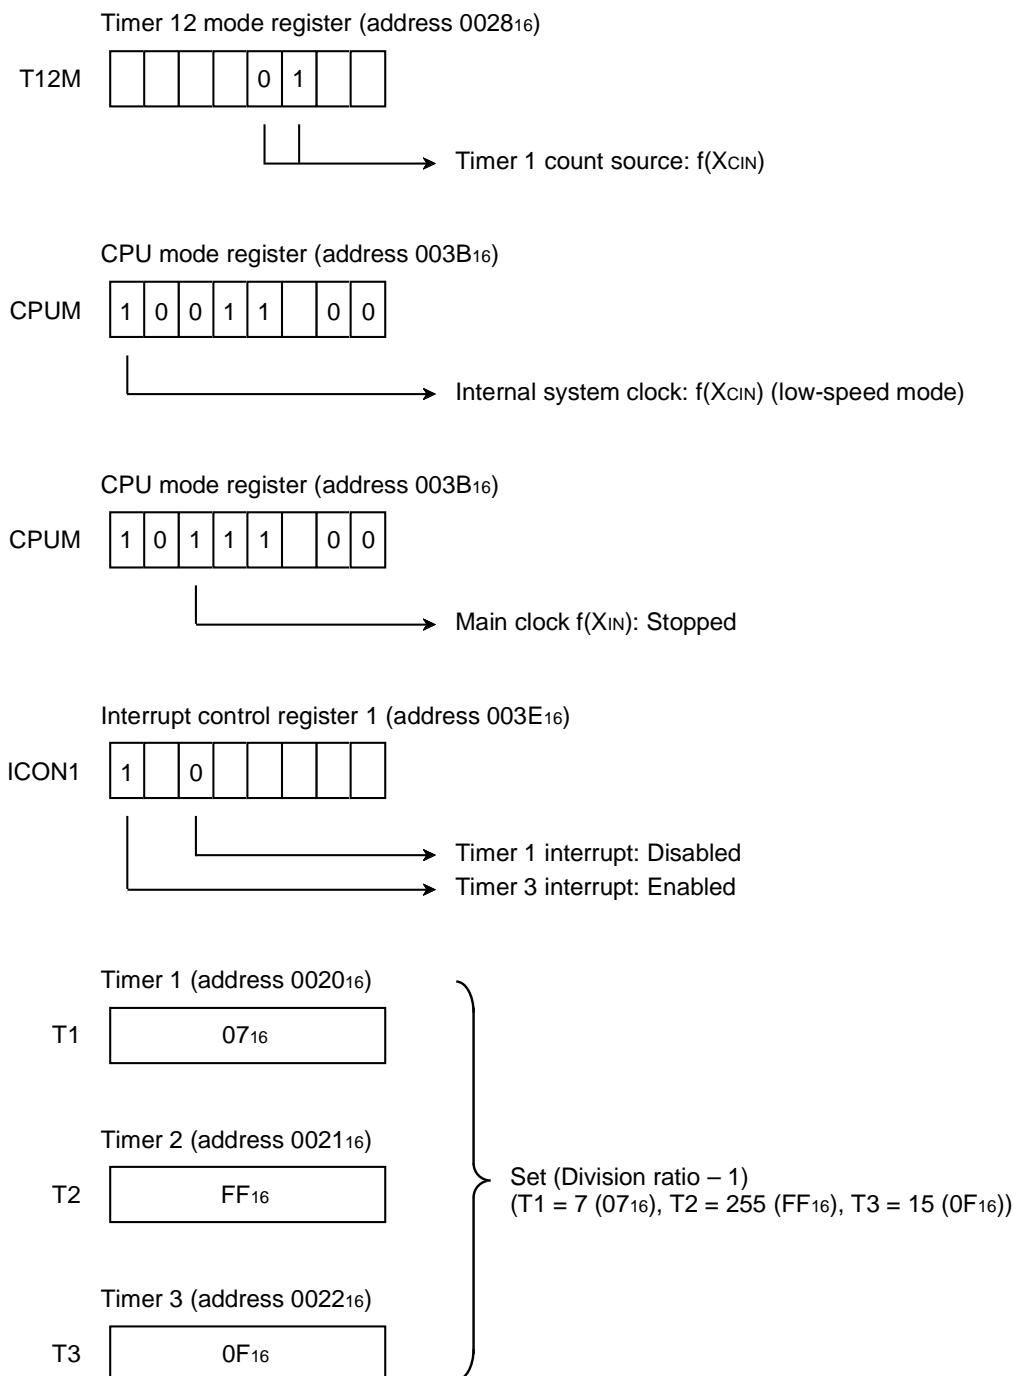 Timer 12 mode register (address 002816)
T12M 0 1
Timer 1 count source: f(XCIN)
CPU mode register (address 003B16)
CPUM 1 0 0 1 1 0 0
Internal system clock: f(XCIN) (low-speed mode)
CPU mode register (address 003B16)
CPUM 1 0 1 1 1 0 0
Main clock f(XIN): Stopped
Interrupt control register 1 (address 003E16)
ICON1 1 0
Timer 1 interrupt: Disabled
Timer 3 interrupt: Enabled
Timer 1 (address 002016)
T1 0716
Timer 2 (address 002116)
T2 FF16
Set (Division ratio – 1)
(T1 = 7 (0716), T2 = 255 (FF16), T3 = 15 (0F16))
Timer 3 (address 002216)
T3 0F16